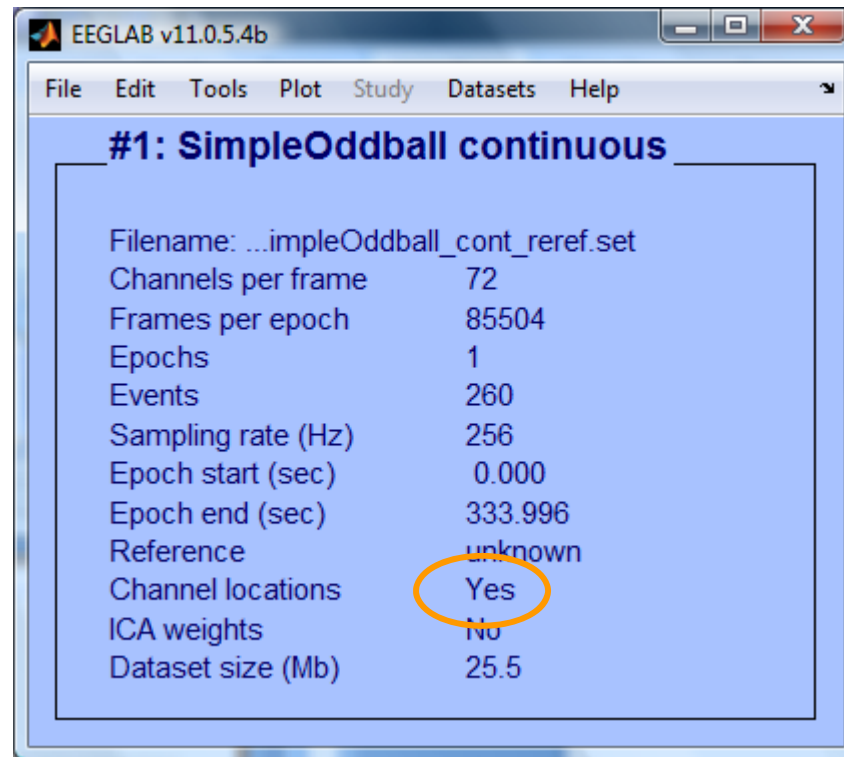 EEGLAB v11.0.5.4b
File Edit Tools Plot Study Datasets Help
#1: SimpleOddball continuous
Filename: ...impleOddball_cont_reref.set
Channels per frame 72
Frames per epoch 85504
Epochs 1
Events 260
Sampling rate (Hz) 256
Epoch start (sec) 0.000
Epoch end (sec) 333.996
Reference unknown
Channel locations Yes
ICA weights No
Dataset size (Mb) 25.5